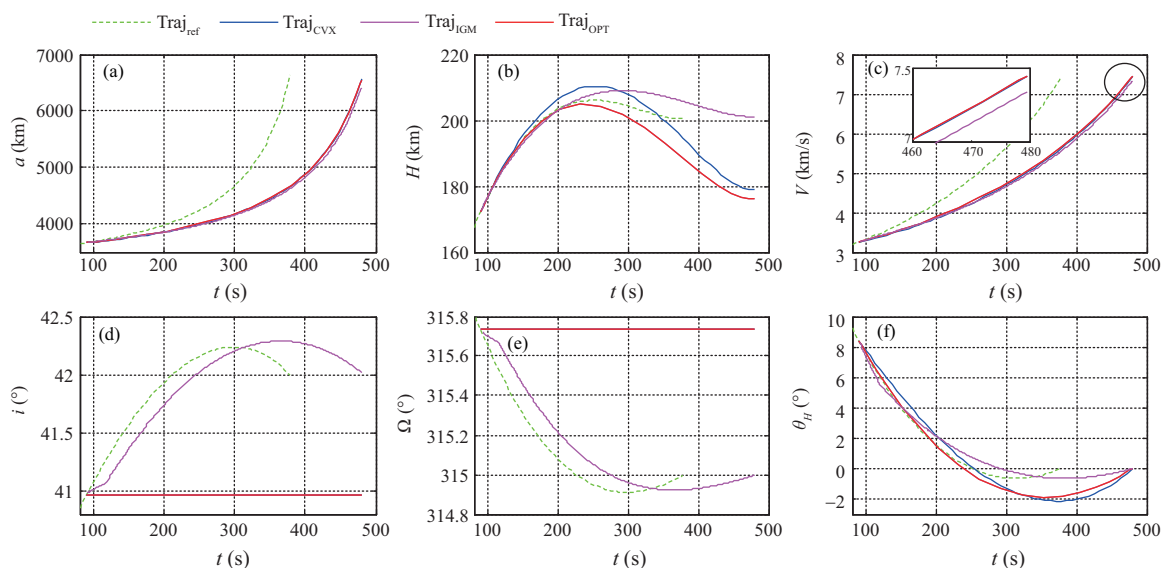 Traj_ref Traj_CVX Traj_IGM Traj_OPT
(a)
7000
6000
5000
4000
a (km)
100 200 300 400 500
t (s)
(b)
220
200
180
160
H (km)
100 200 300 400 500
t (s)
(c)
8
7
6
5
4
3
V (km/s)
7.5
7
460 470 480
100 200 300 400 500
t (s)
(d)
42.5
42
41.5
41
i (°)
100 200 300 400 500
t (s)
(e)
315.8
315.6
315.4
315.2
315
314.8
Ω (°)
100 200 300 400 500
t (s)
(f)
10
8
6
4
2
0
−2
θ_H (°)
100 200 300 400 500
t (s)